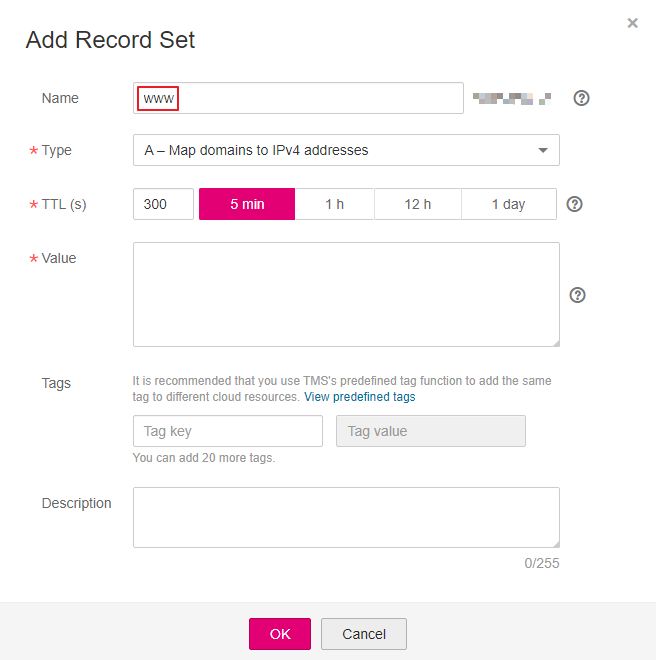 Add Record Set
×
Name
www
* Type
A – Map domains to IPv4 addresses
* TTL (s)
300
5 min
1 h
12 h
1 day
* Value
Tags
It is recommended that you use TMS's predefined tag function to add the same
tag to different cloud resources. View predefined tags
Tag key
Tag value
You can add 20 more tags.
Description
0/255
OK
Cancel